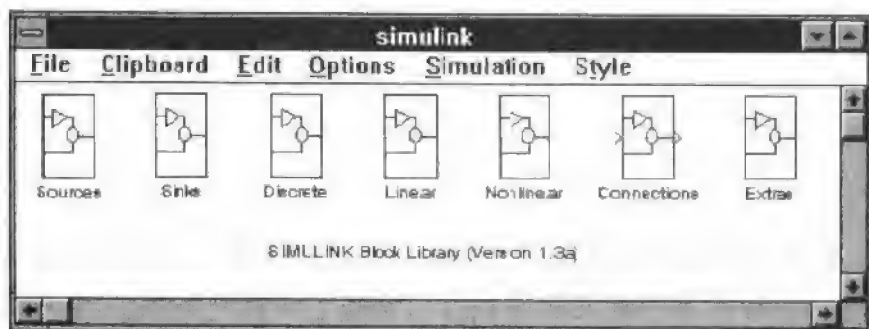 simulink
File Clipboard Edit Options Simulation Style
Sources Sinks Discrete Linear Nonlinear Connections Extras
SIMULINK Block Library (Version 1.3a)